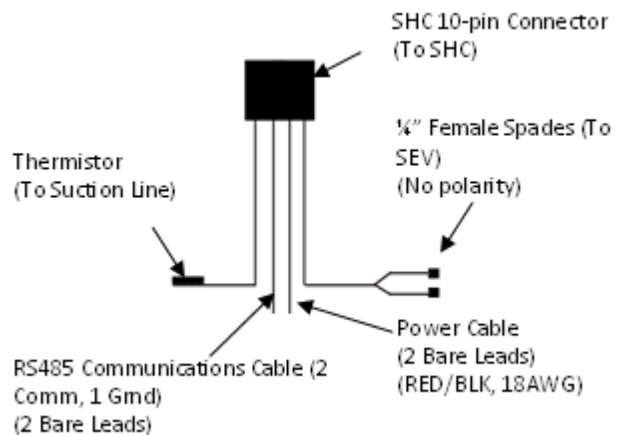 SHC 10-pin Connector
(To SHC)
¼” Female Spades (To
SEV)
(No polarity)
Thermistor
(To Suction Line)
Power Cable
(2 Bare Leads)
(RED/BLK, 18AWG)
RS485 Communications Cable (2
Comm, 1 Grnd)
(2 Bare Leads)